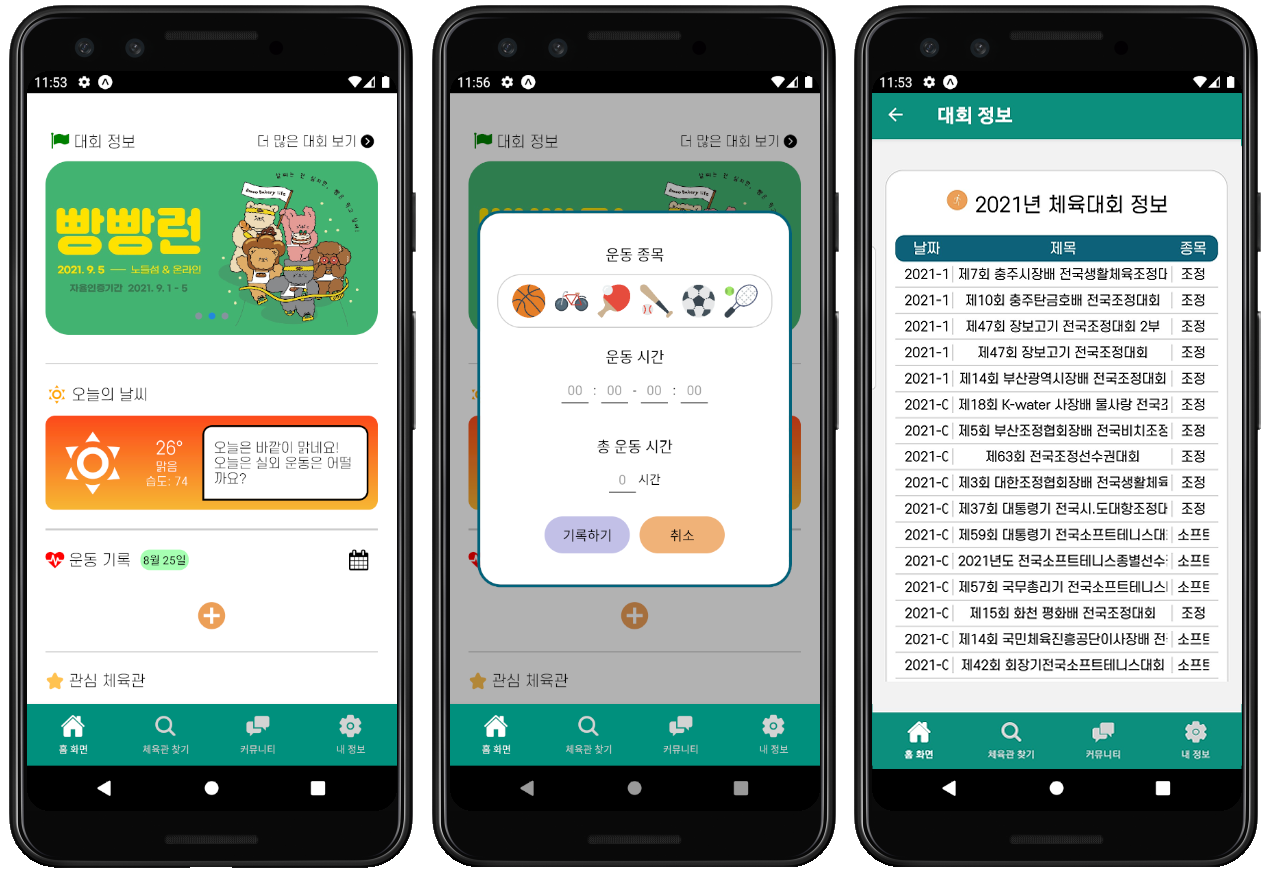 11:53
대회 정보
더 많은 대회 보기
Bbang bakery life
빵빵런
2021. 9. 5 — 노들섬 & 온라인
자율인증기간 2021. 9. 1 - 5
오늘의 날씨
26°
맑음
습도: 74
오늘은 바깥이 맑네요!
오늘은 실외 운동은 어떨
까요?
운동 기록 8월 25일
관심 체육관
홈 화면 체육관 찾기 커뮤니티 내 정보
11:56
대회 정보
더 많은 대회 보기
운동 종목
운동 시간
00 : 00 - 00 : 00
총 운동 시간
0 시간
기록하기 취소
관심 체육관
홈 화면 체육관 찾기 커뮤니티 내 정보
11:53
대회 정보
2021년 체육대회 정보
날짜 제목 종목
2021-1 제7회 충주시장배 전국생활체육조정대 조정
2021-1 제10회 충주탄금호배 전국조정대회 조정
2021-1 제47회 장보고기 전국조정대회 2부 조정
2021-1 제47회 장보고기 전국조정대회 조정
2021-1 제14회 부산광역시장배 전국조정대회 조정
2021-0 제18회 K-water 사장배 물사랑 전국 조정
2021-0 제5회 부산조정협회장배 전국비치조정 조정
2021-0 제63회 전국조정선수권대회 조정
2021-0 제3회 대한조정협회장배 전국생활체육 조정
2021-0 제37회 대통령기 전국시.도대항조정대 조정
2021-0 제59회 대통령기 전국소프트테니스대 소프트
2021-0 2021년도 전국소프트테니스종별선수 소프트
2021-0 제57회 국무총리기 전국소프트테니스 소프트
2021-0 제15회 화천 평화배 전국조정대회 조정
2021-0 제14회 국민체육진흥공단이사장배 전 소프트
2021-0 제42회 회장기전국소프트테니스대회 소프트
홈 화면 체육관 찾기 커뮤니티 내 정보